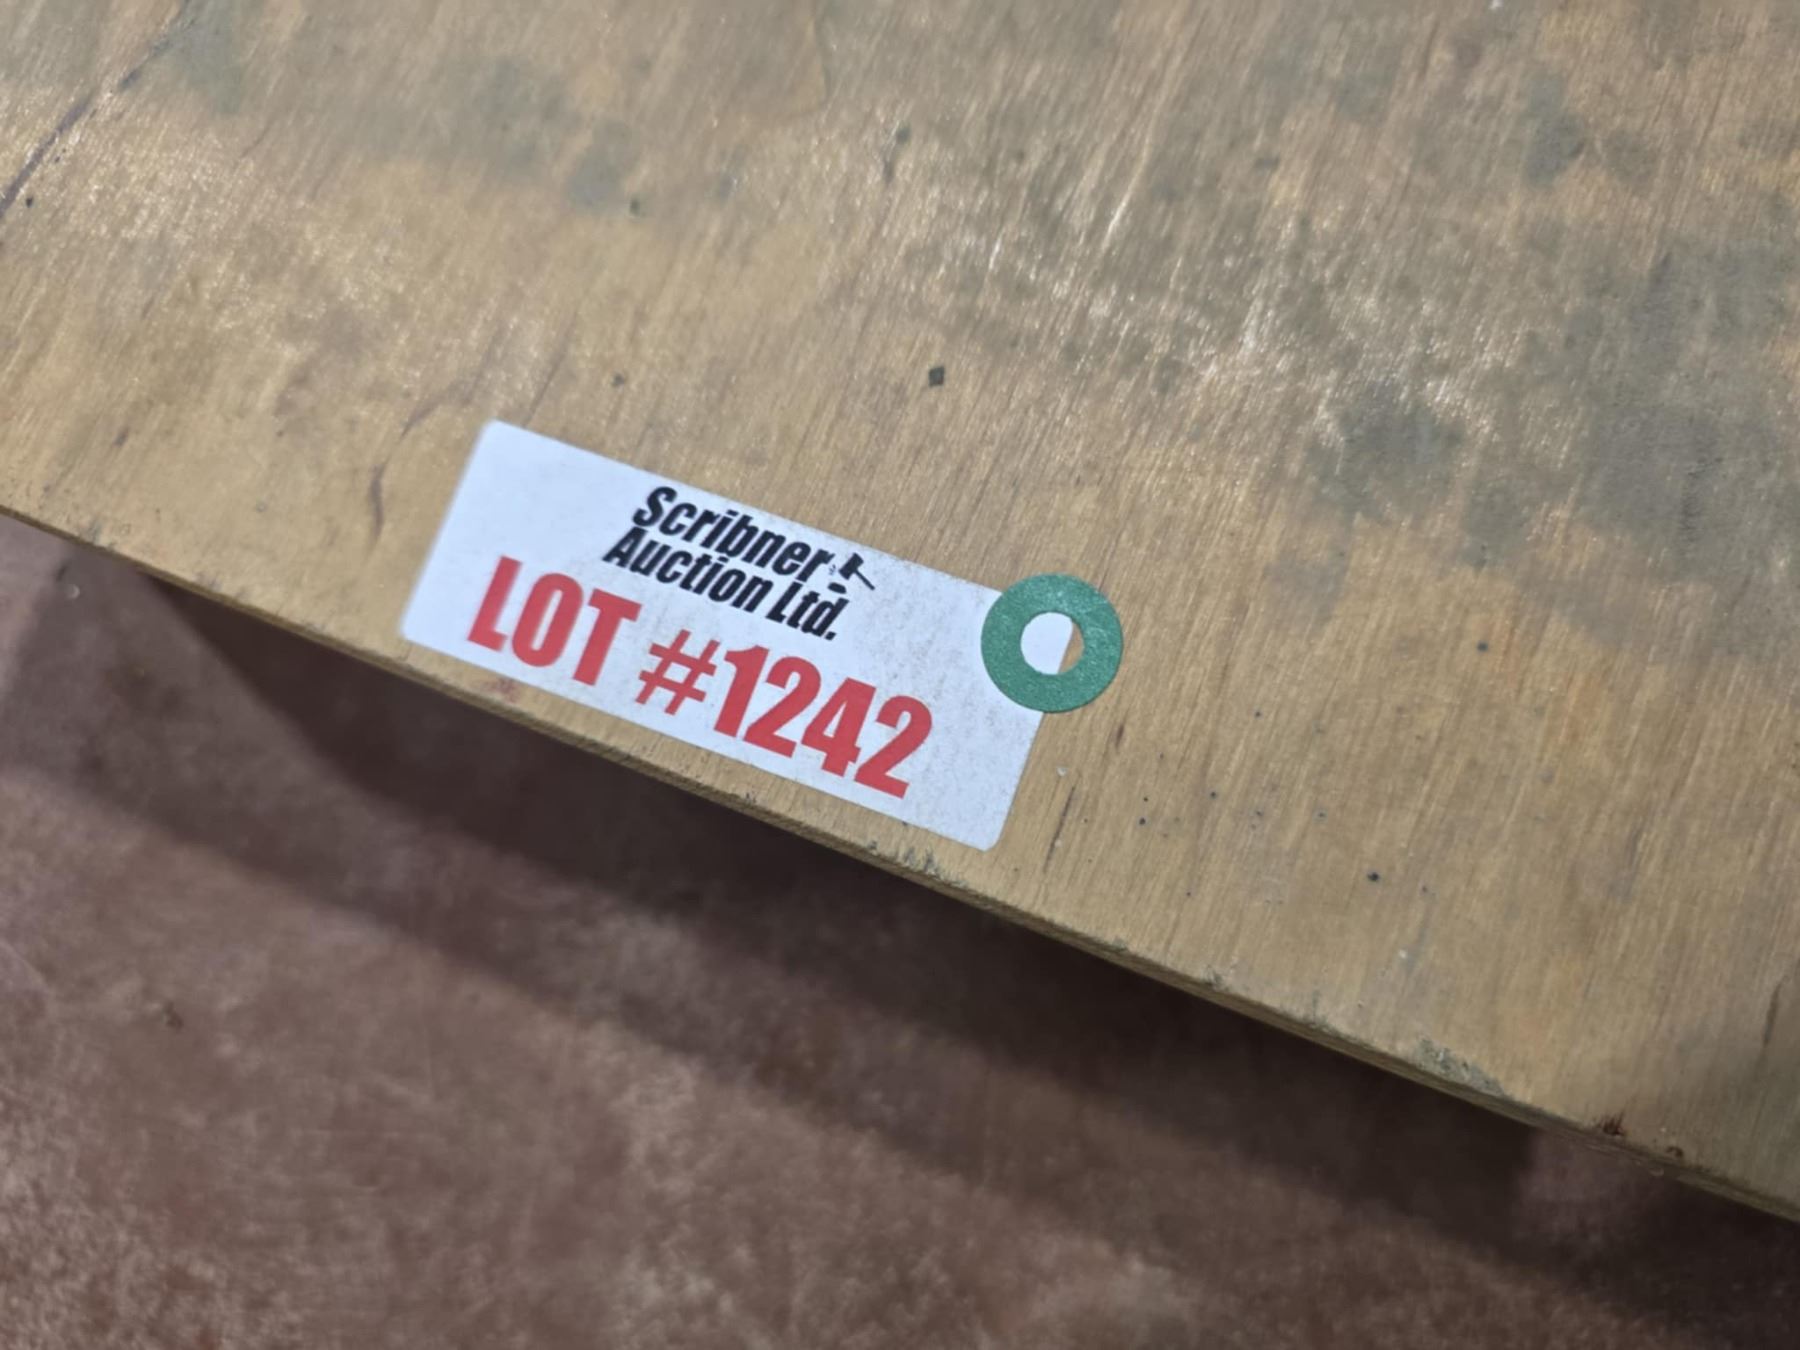 Scribner
Auction Ltd.
LOT #1242